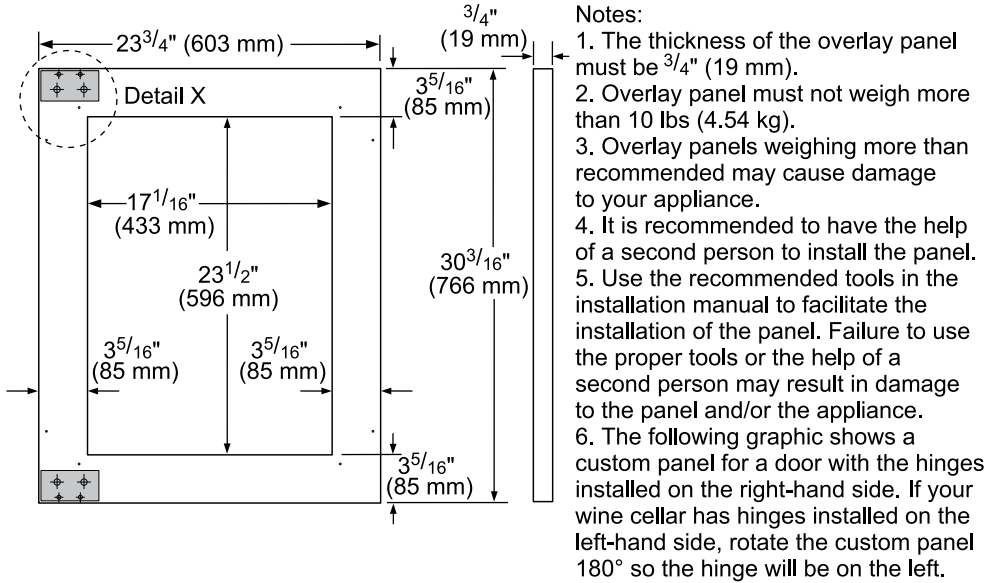 23 3/4" (603 mm)
3/4"
(19 mm)
Detail X
3 5/16"
(85 mm)
17 1/16"
(433 mm)
23 1/2"
(596 mm)
30 3/16"
(766 mm)
3 5/16"
(85 mm)
3 5/16"
(85 mm)
3 5/16"
(85 mm)
Notes:
1. The thickness of the overlay panel
must be 3/4" (19 mm).
2. Overlay panel must not weigh more
than 10 lbs (4.54 kg).
3. Overlay panels weighing more than
recommended may cause damage
to your appliance.
4. It is recommended to have the help
of a second person to install the panel.
5. Use the recommended tools in the
installation manual to facilitate the
installation of the panel. Failure to use
the proper tools or the help of a
second person may result in damage
to the panel and/or the appliance.
6. The following graphic shows a
custom panel for a door with the hinges
installed on the right-hand side. If your
wine cellar has hinges installed on the
left-hand side, rotate the custom panel
180° so the hinge will be on the left.